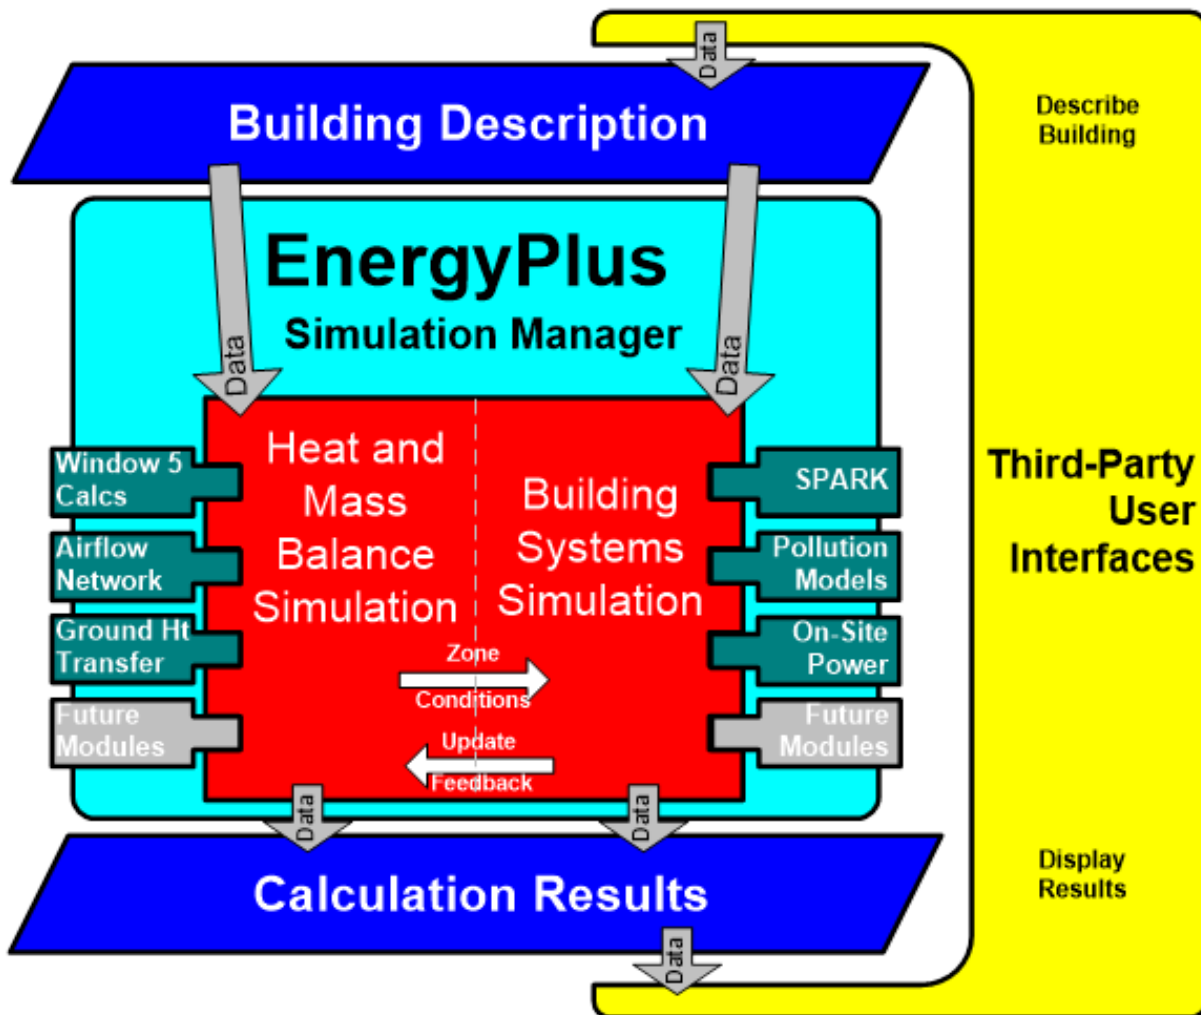 Data
Building Description
Describe
Building
EnergyPlus
Simulation Manager
Data
Data
Heat and
Mass
Balance
Simulation
Building
Systems
Simulation
Window 5
Calcs
Airflow
Network
Ground Ht
Transfer
Future
Modules
SPARK
Pollution
Models
On-Site
Power
Future
Modules
Zone
Conditions
Update
Feedback
Third-Party
User
Interfaces
Data
Data
Calculation Results
Display
Results
Data